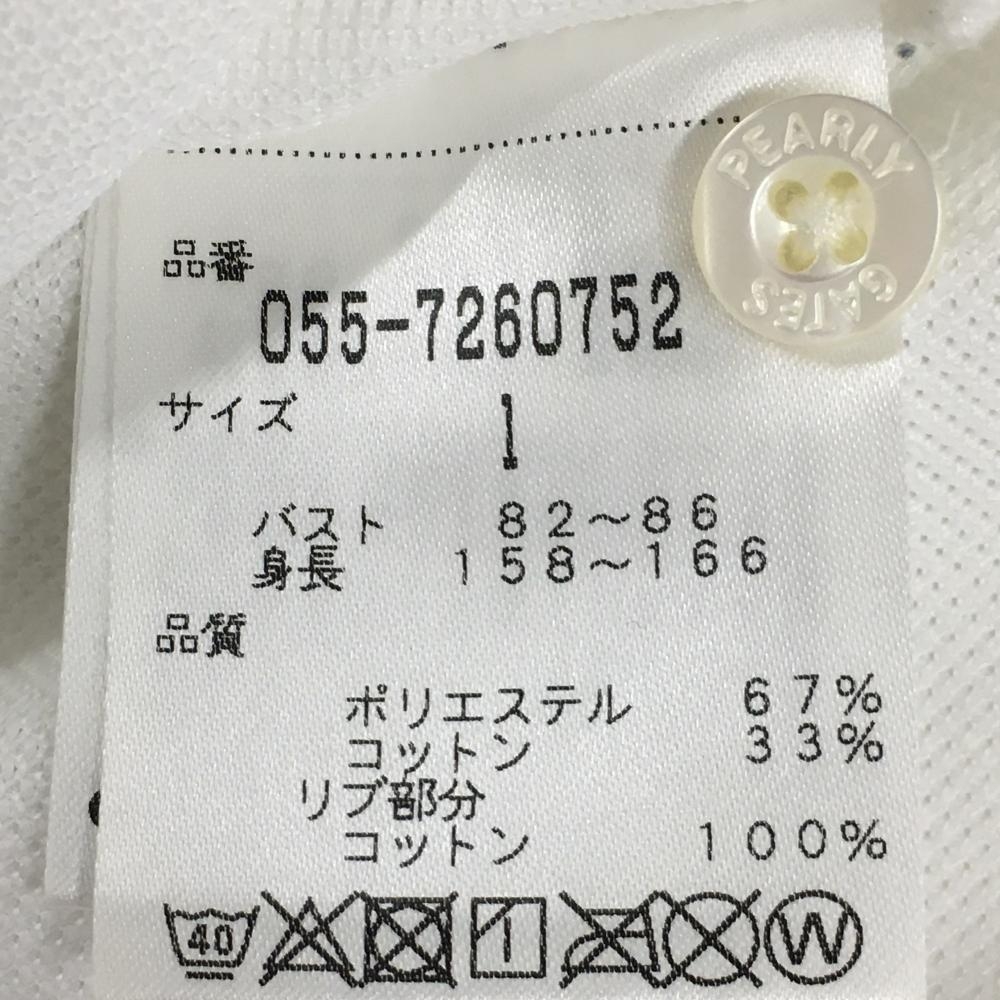 PEARLY
GATES
品番
055-7260752
サイズ 1
バスト 82〜86
身長 158〜166
品質
ポリエステル 67%
コットン 33%
リブ部分
コットン 100%
40 W